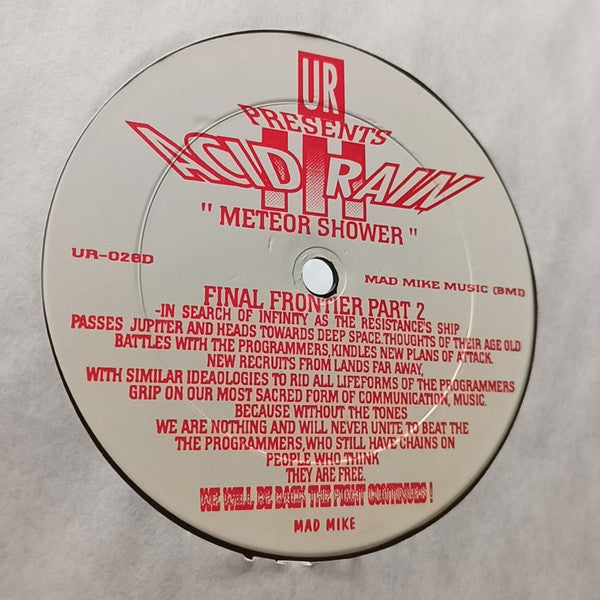 UR
PRESENTS
ACID RAIN
III
" METEOR SHOWER "
UR-028D
MAD MIKE MUSIC (BMI)
FINAL FRONTIER PART 2
-IN SEARCH OF INFINITY AS THE RESISTANCE'S SHIP
PASSES JUPITER AND HEADS TOWARDS DEEP SPACE, THOUGHTS OF THEIR AGE OLD
BATTLES WITH THE PROGRAMMERS, KINDLES NEW PLANS OF ATTACK.
NEW RECRUITS FROM LANDS FAR AWAY,
WITH SIMILAR IDEAOLOGIES TO RID ALL LIFEFORMS OF THE PROGRAMMERS
GRIP ON OUR MOST SACRED FORM OF COMMUNICATION, MUSIC.
BECAUSE WITHOUT THE TONES
WE ARE NOTHING AND WILL NEVER UNITE TO BEAT THE
THE PROGRAMMERS, WHO STILL HAVE CHAINS ON
PEOPLE WHO THINK
THEY ARE FREE.
WE WILL BE BACK THE FIGHT CONTINUES !
MAD MIKE